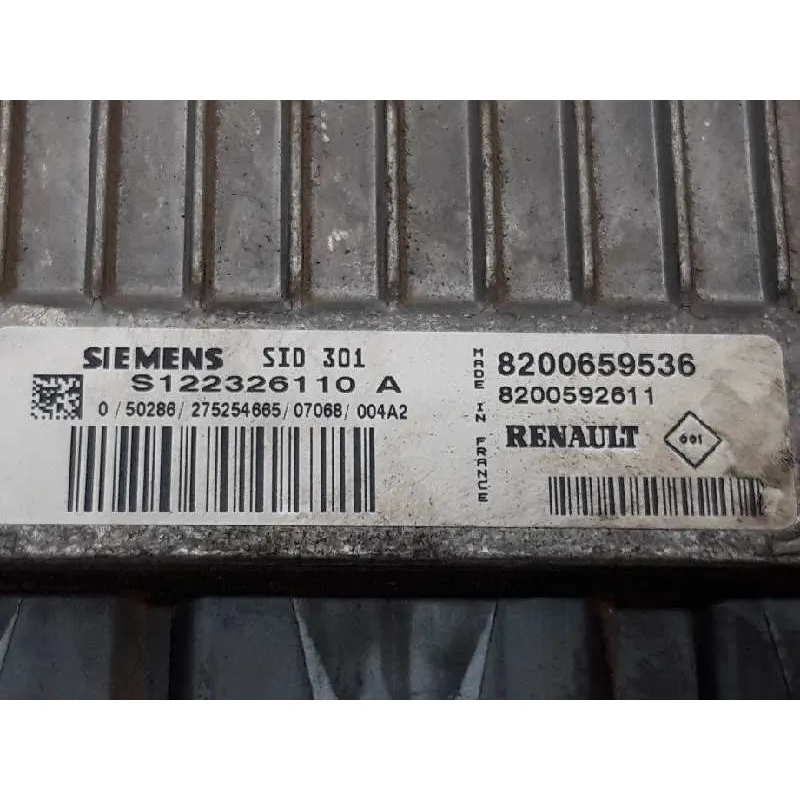 SIEMENS SID 301
S122326110 A
0/50286/275254665/07068/004A2
MADE IN FRANCE
8200659536
8200592611
RENAULT
001